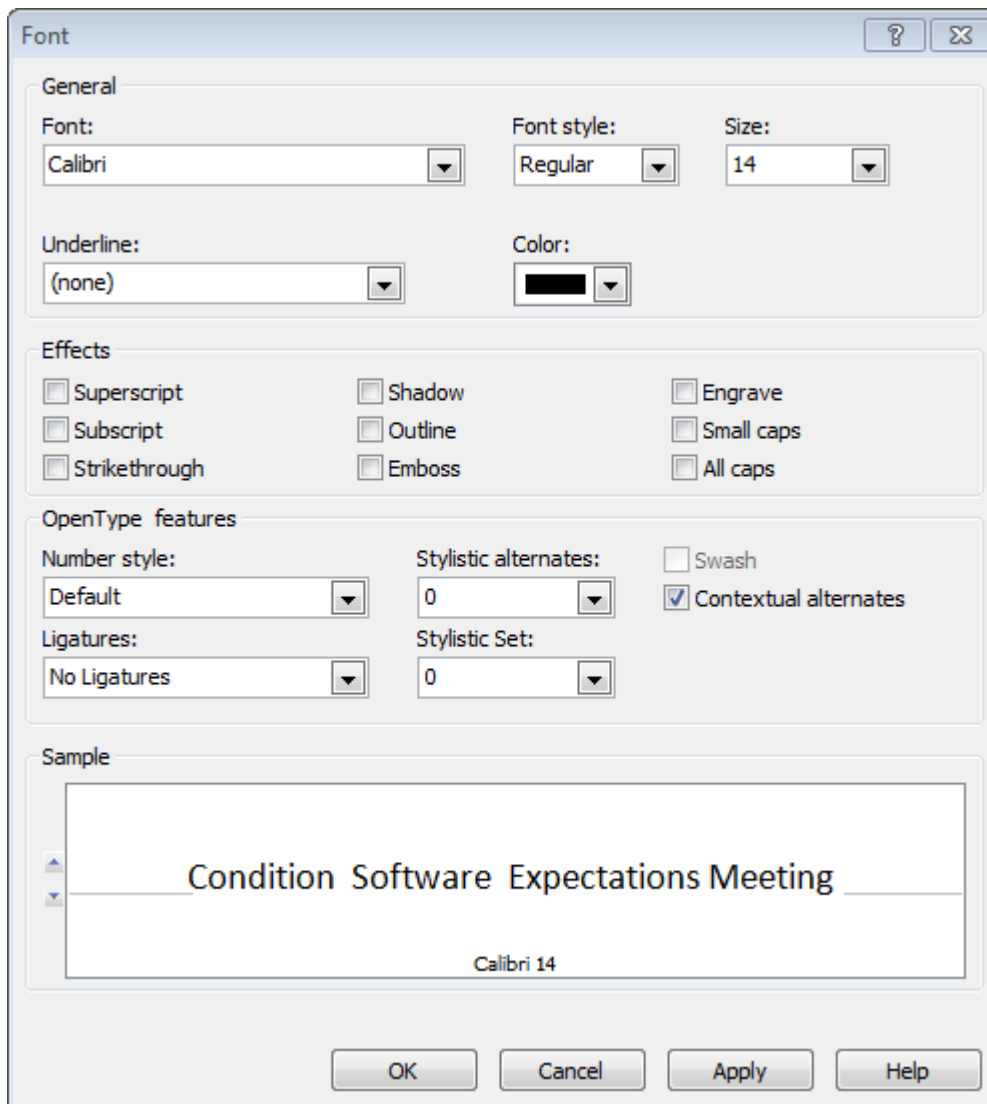 Font
General
Font: Font style: Size:
Calibri Regular 14
Underline: Color:
(none)
Effects
Superscript Shadow Engrave
Subscript Outline Small caps
Strikethrough Emboss All caps
OpenType features
Number style: Stylistic alternates: Swash
Default 0 Contextual alternates
Ligatures: Stylistic Set:
No Ligatures 0
Sample
Condition Software Expectations Meeting
Calibri 14
OK Cancel Apply Help